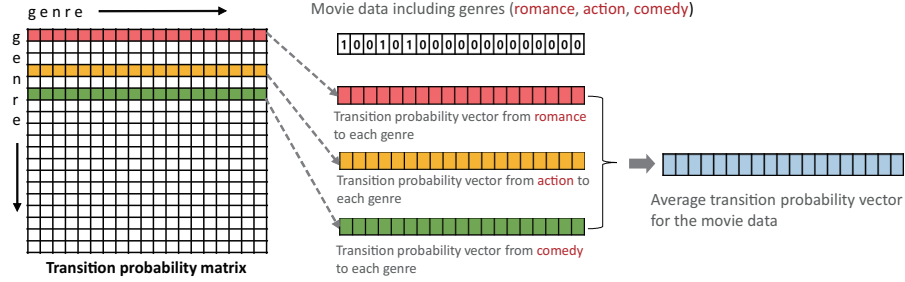 genre
genre
Transition probability matrix
Movie data including genres (romance, action, comedy)
100101000000000000000
Transition probability vector from romance
to each genre
Transition probability vector from action to
each genre
Transition probability vector from comedy
to each genre
Average transition probability vector
for the movie data